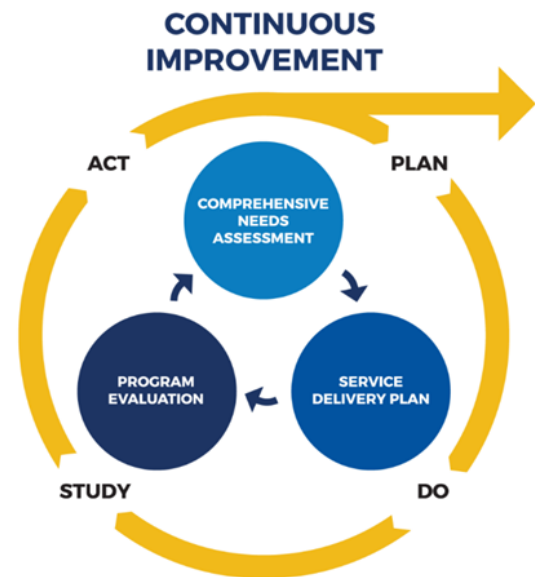 CONTINUOUS
IMPROVEMENT
ACT
PLAN
COMPREHENSIVE
NEEDS
ASSESSMENT
PROGRAM
EVALUATION
SERVICE
DELIVERY PLAN
STUDY
DO